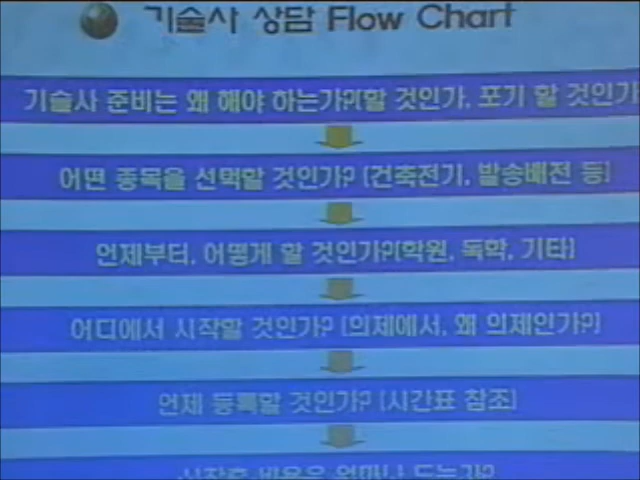 기술사 상담 Flow Chart
기술사 준비는 왜 해야 하는가?(할 것인가, 포기 할 것인가
어떤 종목을 선택할 것인가? (건축전기, 발송배전 등)
언제부터, 어떻게 할 것인가?(학원, 독학, 기타)
어디에서 시작할 것인가? (의제에서, 왜 의제인가?)
언제 등록할 것인가? (시간표 참조)